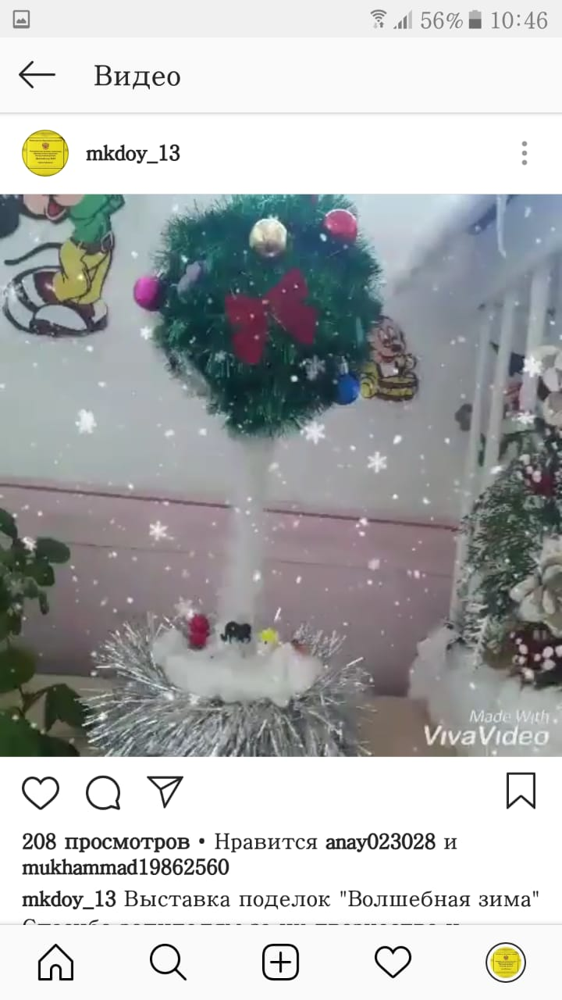 56% 10:46
Видео
mkdoy_13
Made With
VivaVideo
208 просмотров • Нравится anay023028 и
mukhammad19862560
mkdoy_13 Выставка поделок "Волшебная зима"